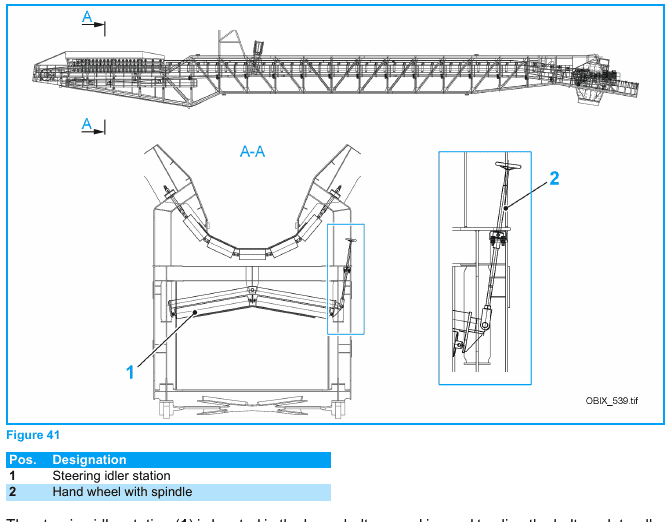 A
A
A-A
2
1
OBIX_539.tif
Figure 41
Pos. Designation
1 Steering idler station
2 Hand wheel with spindle